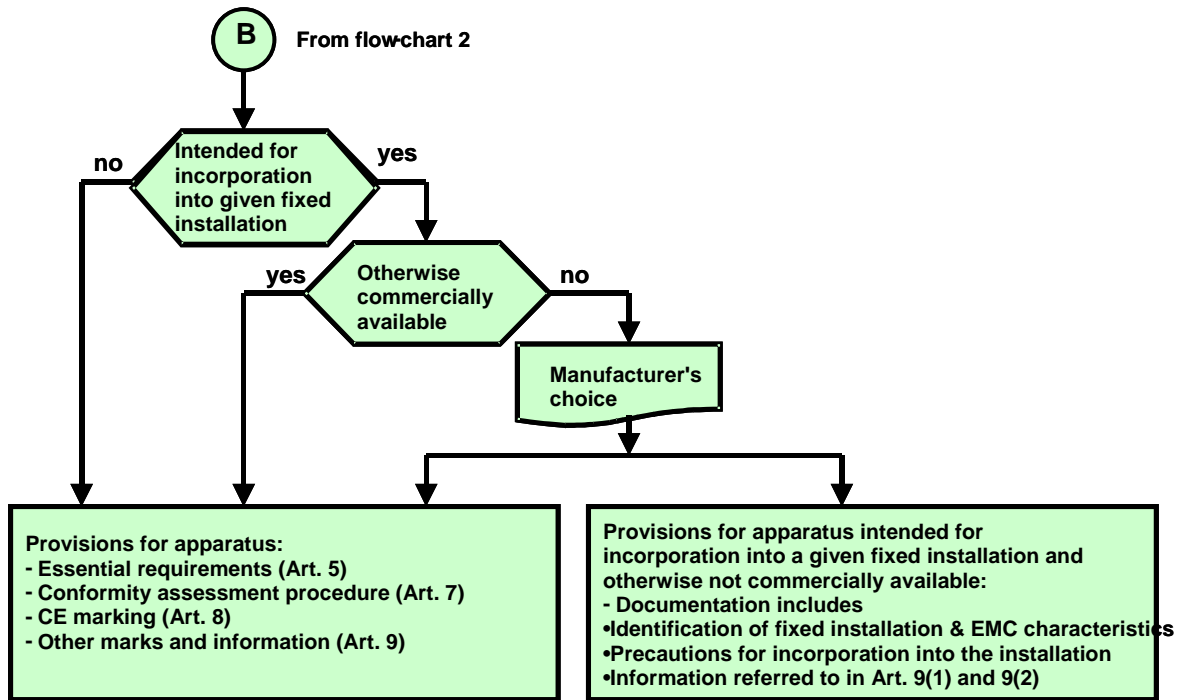 B
From flow-chart 2
no
Intended for
incorporation
into given fixed
installation
yes
yes
Otherwise
commercially
available
no
Manufacturer's
choice
Provisions for apparatus:
- Essential requirements (Art. 5)
- Conformity assessment procedure (Art. 7)
- CE marking (Art. 8)
- Other marks and information (Art. 9)
Provisions for apparatus intended for
incorporation into a given fixed installation and
otherwise not commercially available:
- Documentation includes
•Identification of fixed installation & EMC characteristics
•Precautions for incorporation into the installation
•Information referred to in Art. 9(1) and 9(2)